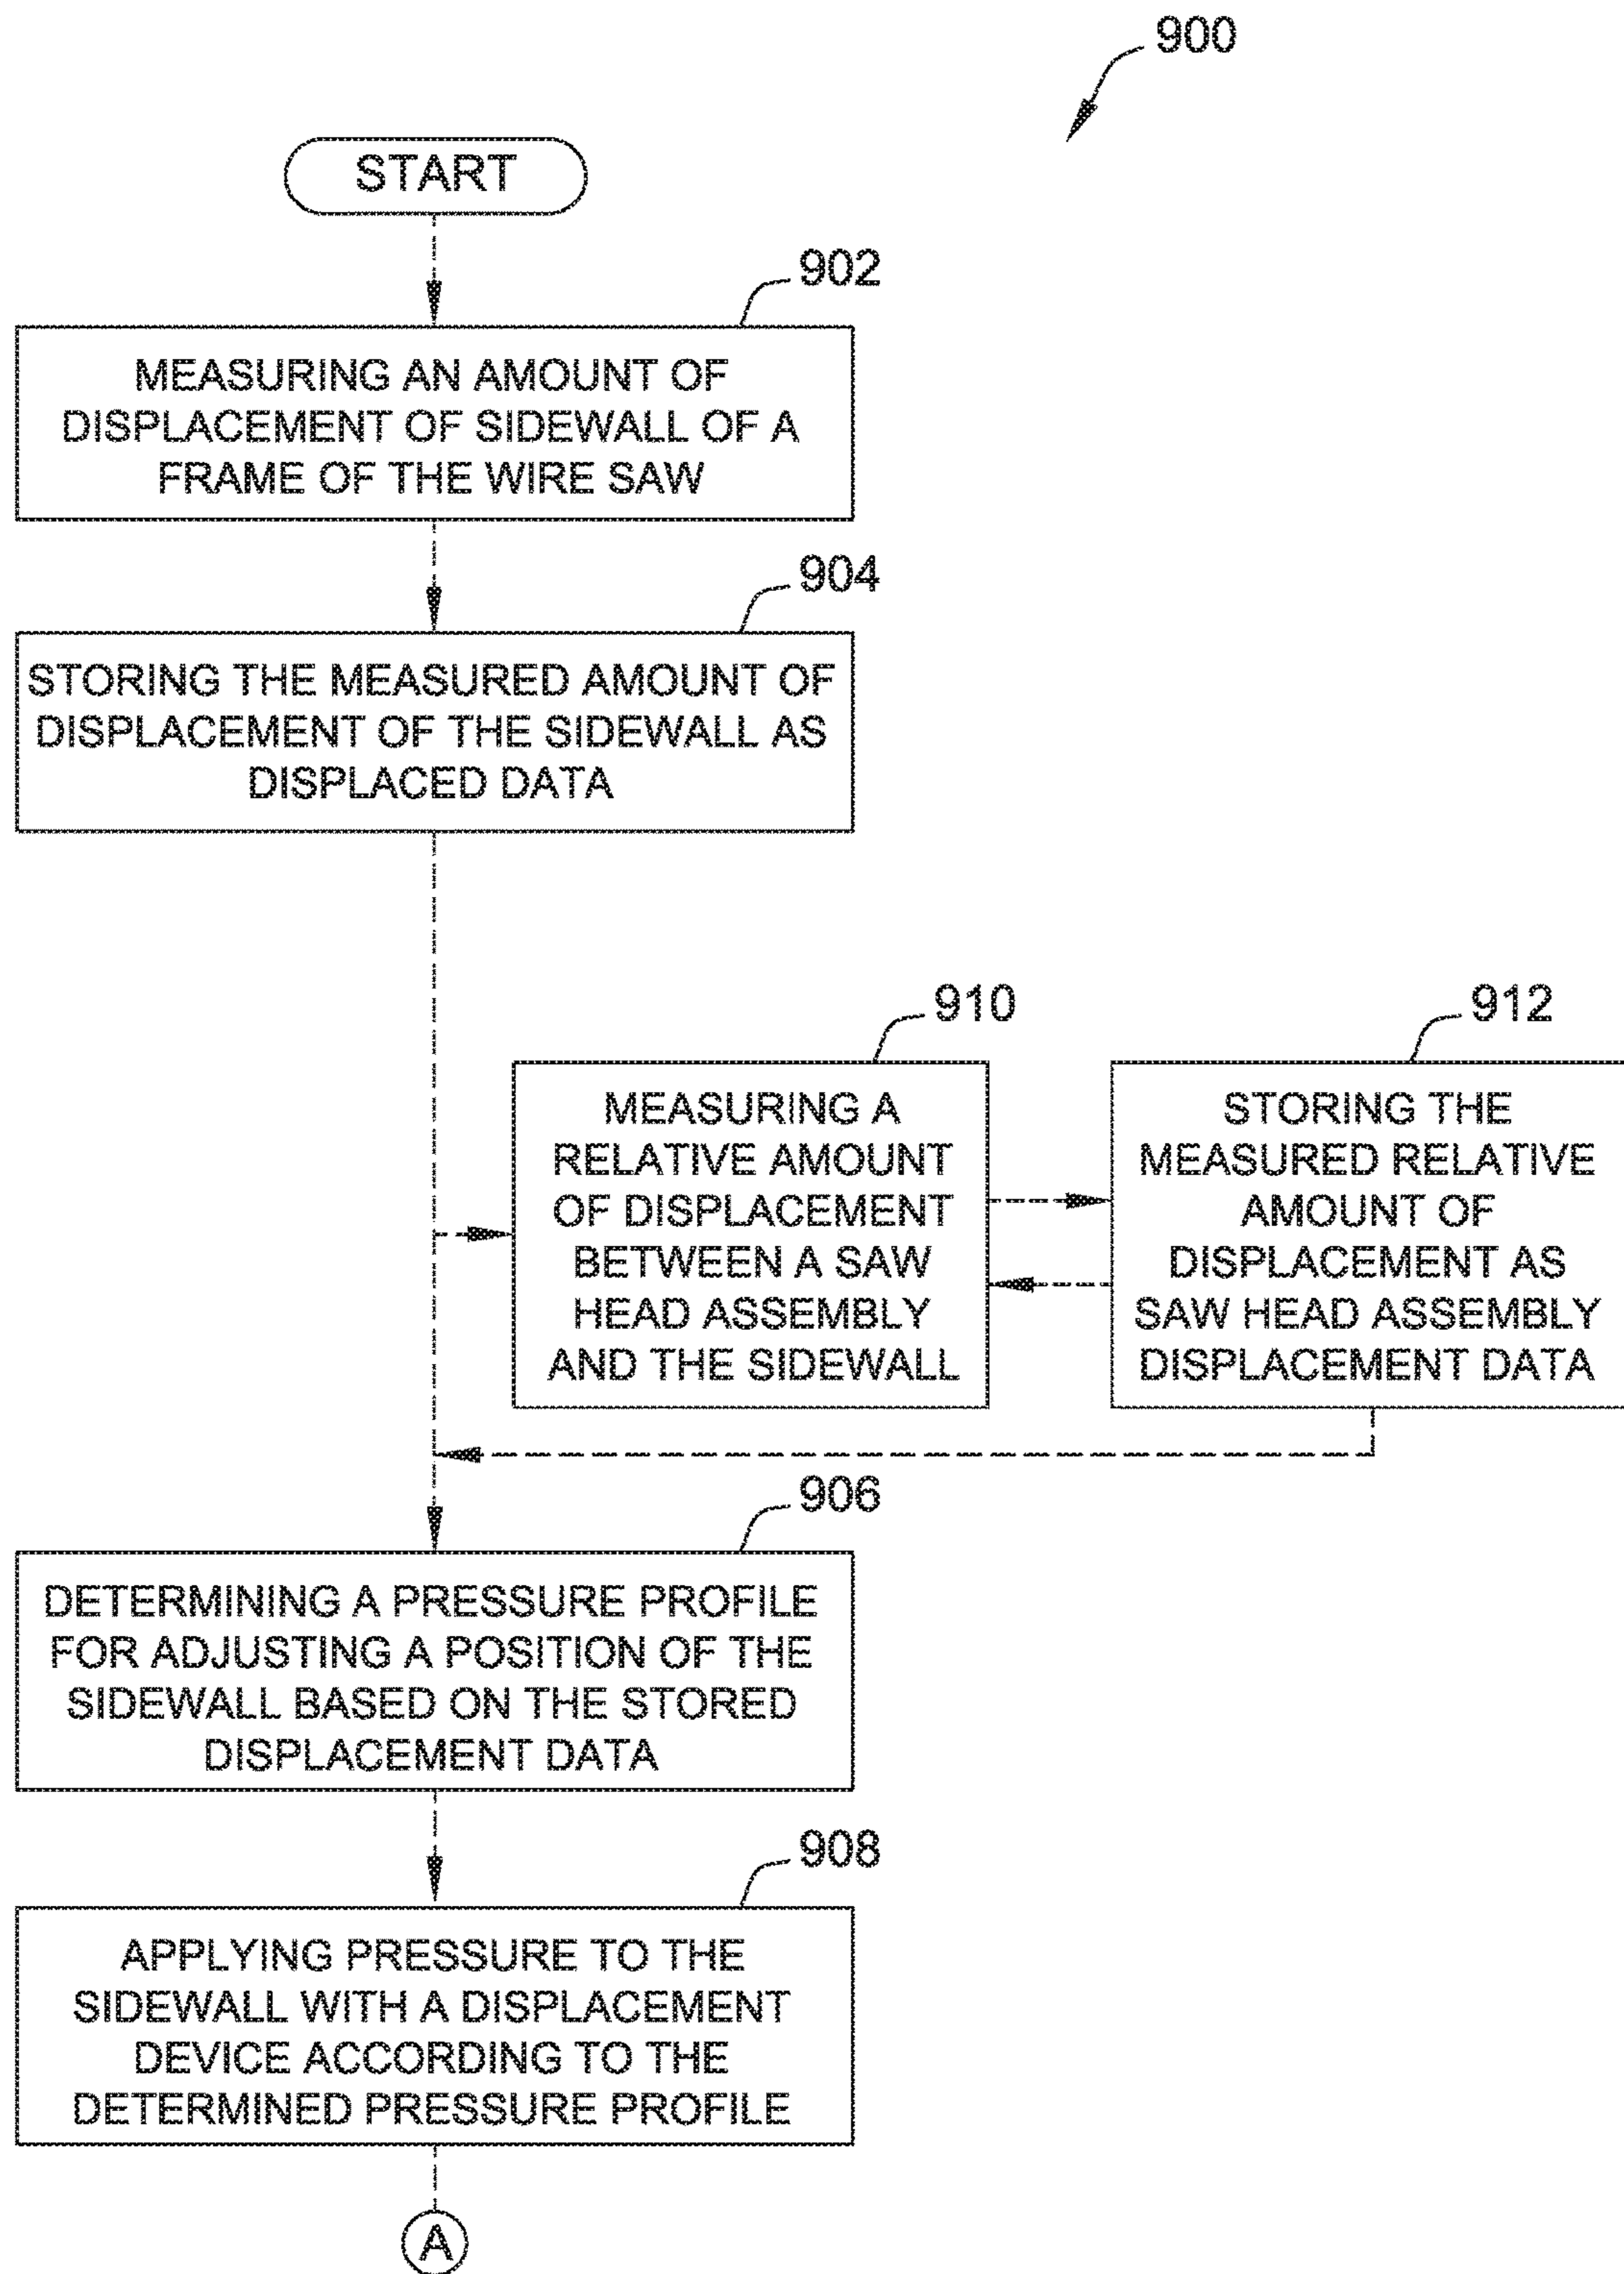 900
START
902
MEASURING AN AMOUNT OF
DISPLACEMENT OF SIDEWALL OF A
FRAME OF THE WIRE SAW
904
STORING THE MEASURED AMOUNT OF
DISPLACEMENT OF THE SIDEWALL AS
DISPLACED DATA
910
MEASURING A
RELATIVE AMOUNT
OF DISPLACEMENT
BETWEEN A SAW
HEAD ASSEMBLY
AND THE SIDEWALL
912
STORING THE
MEASURED RELATIVE
AMOUNT OF
DISPLACEMENT AS
SAW HEAD ASSEMBLY
DISPLACEMENT DATA
906
DETERMINING A PRESSURE PROFILE
FOR ADJUSTING A POSITION OF THE
SIDEWALL BASED ON THE STORED
DISPLACEMENT DATA
908
APPLYING PRESSURE TO THE
SIDEWALL WITH A DISPLACEMENT
DEVICE ACCORDING TO THE
DETERMINED PRESSURE PROFILE
A